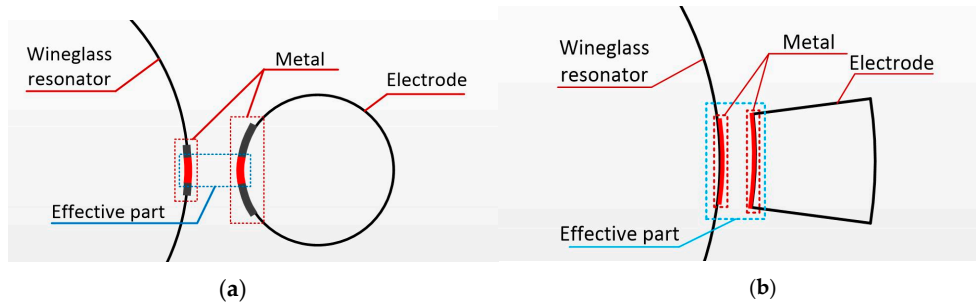 Wineglass
resonator
Metal
Electrode
Effective part
(a)
Wineglass
resonator
Metal
Electrode
Effective part
(b)